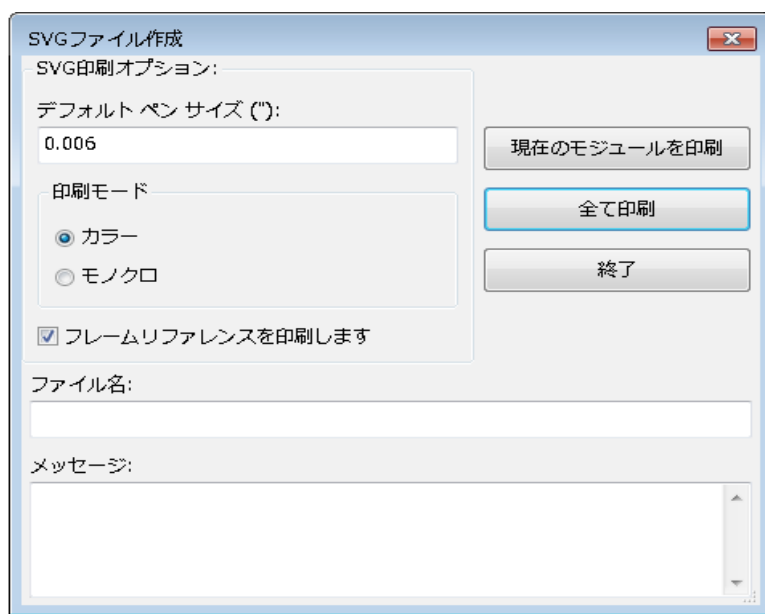 SVGファイル作成
SVG印刷オプション:
デフォルト ペン サイズ ("):
0.006
現在のモジュールを印刷
印刷モード
全て印刷
カラー
終了
モノクロ
フレームリファレンスを印刷します
ファイル名:
メッセージ: